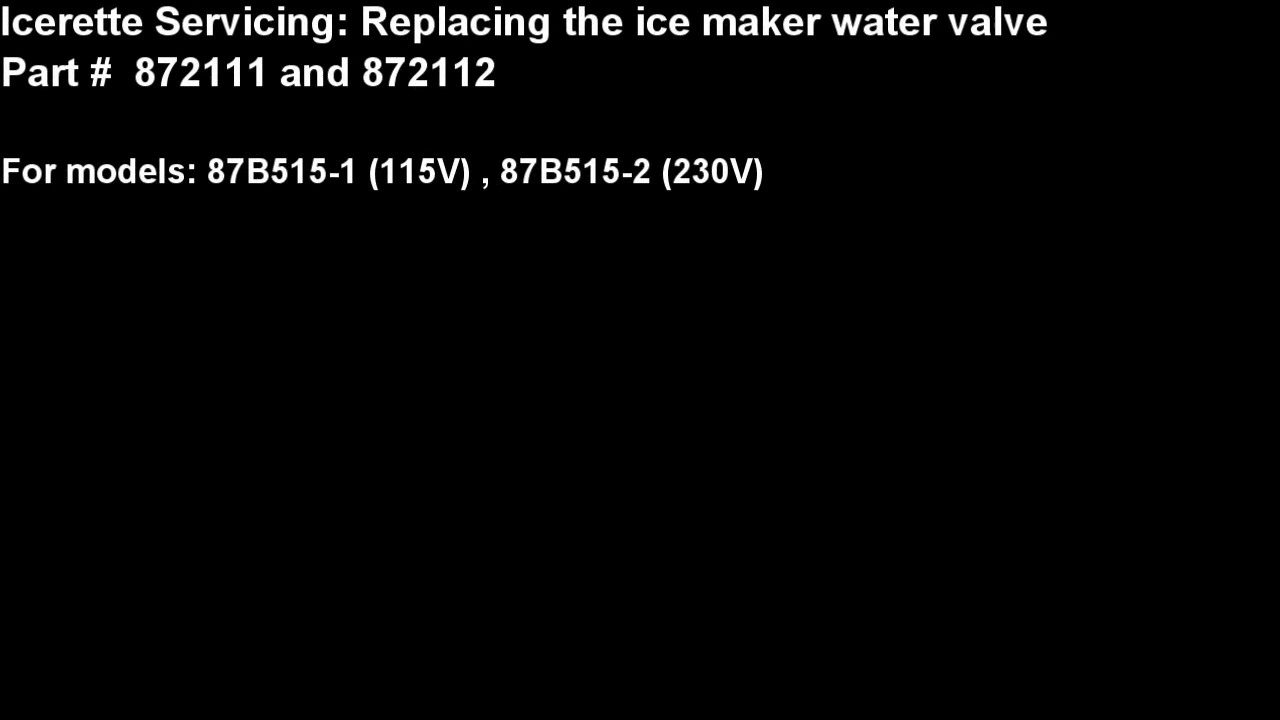 Icerette Servicing: Replacing the ice maker water valve
Part #  872111 and 872112
For models: 87B515-1 (115V) , 87B515-2 (230V)